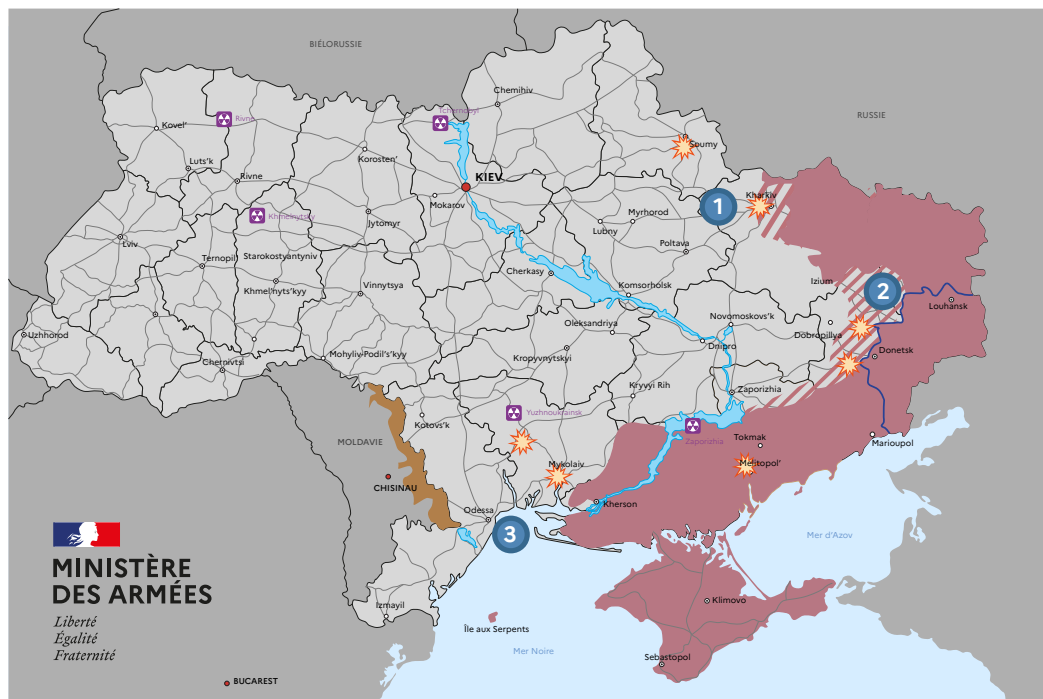 BIÉLORUSSIE
RUSSIE
Chemihiv
Tchernobyl
Rivne
Kovel'
Soumy
Korosten'
Luts'k
Rivne
KIEV
Mokarov
Kharkiv
1
Khmelnytsky
Jytomyr
Myrhorod
Lubny
Poltava
Lviv
Ternopil
Starokostyantyniv
Cherkasy
Izium
2
Khmel'nyts'kyy
Vinnytsya
Komsorholsk
Louhansk
Oleksandriya
Novomoskovs'k
Uzhhorod
Dobropillya
Chernivtsi
Mohyliv-Podil's'kyy
Kropyvnytskyi
Dnipro
Donetsk
Kryyyi Rih
Zaporizhia
Yuzhnoukrainsk
Kotovs'k
MOLDAVIE
Zaporizhia
Tokmak
Marioupol
Mykolaiv
Melitopol'
CHISINAU
Odessa
Kherson
3
Mer d'Azov
MINISTÈRE
DES ARMÉES
Liberté
Égalité
Fraternité
Izmayil
Île aux Serpents
Klimovo
Mer Noire
Sebastopol
BUCAREST